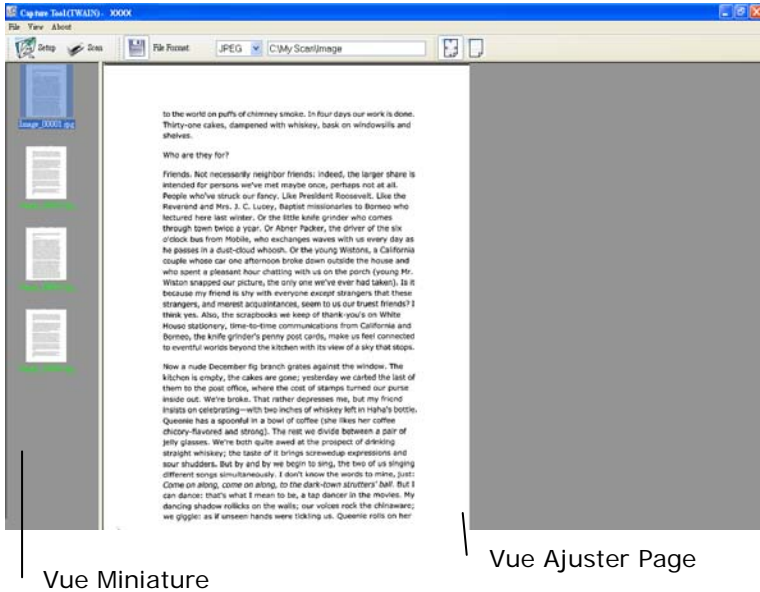 Capture Tool(TWAIN)- XXXX
File View About
Setup Scan File Format JPEG C:\My Scan\Image
Image_00001.jpg
to the world on puffs of chimney smoke. In four days our work is done.
Thirty-one cakes, dampened with whiskey, bask on windowsills and
shelves.
Who are they for?
Friends. Not necessarily neighbor friends: indeed, the larger share is
intended for persons we've met maybe once, perhaps not at all.
People who've struck our fancy. Like President Roosevelt. Like the
Reverend and Mrs. J. C. Lucey, Baptist missionaries to Borneo who
lectured here last winter. Or the little knife grinder who comes
through town twice a year. Or Abner Packer, the driver of the six
o'clock bus from Mobile, who exchanges waves with us every day as
he passes in a dust-cloud whoosh. Or the young Wistons, a California
couple whose car one afternoon broke down outside the house and
who spent a pleasant hour chatting with us on the porch (young Mr.
Wiston snapped our picture, the only one we've ever had taken). Is it
because my friend is shy with everyone except strangers that these
strangers, and merest acquaintances, seem to us our truest friends? I
think yes. Also, the scrapbooks we keep of thank-you's on White
House stationery, time-to-time communications from California and
Borneo, the knife grinder's penny post cards, make us feel connected
to eventful worlds beyond the kitchen with its view of a sky that stops.
Now a nude December fig branch grates against the window. The
kitchen is empty, the cakes are gone; yesterday we carted the last of
them to the post office, where the cost of stamps turned our purse
inside out. We're broke. That rather depresses me, but my friend
insists on celebrating—with two inches of whiskey left in Haha's bottle.
Queenie has a spoonful in a bowl of coffee (she likes her coffee
chicory-flavored and strong). The rest we divide between a pair of
jelly glasses. We're both quite awed at the prospect of drinking
straight whiskey; the taste of it brings screwedup expressions and
sour shudders. But by and by we begin to sing, the two of us singing
different songs simultaneously. I don't know the words to mine, just:
Come on along, come on along, to the dark-town strutters' ball. But I
can dance: that's what I mean to be, a tap dancer in the movies. My
dancing shadow rollicks on the walls; our voices rock the chinaware;
we giggle: as if unseen hands were tickling us. Queenie rolls on her
Vue Ajuster Page
Vue Miniature